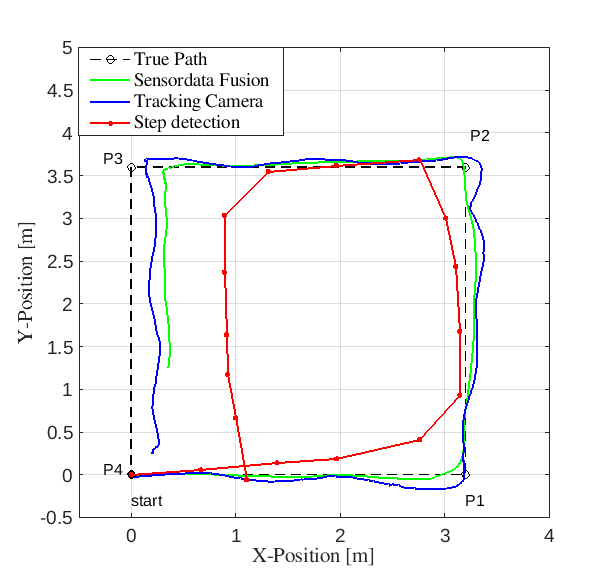 5
4.5
4
3.5
3
2.5
2
1.5
1
0.5
0
-0.5
Y-Position [m]
True Path
Sensordata Fusion
Tracking Camera
Step detection
P2
P3
P4
start
P1
0
1
2
3
4
X-Position [m]